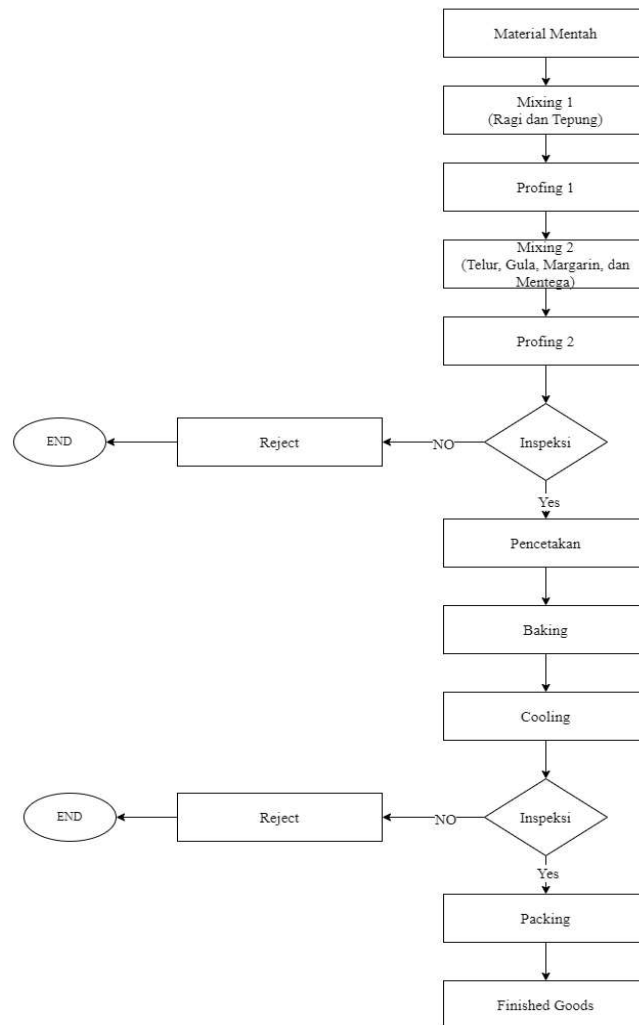 Material Mentah
Mixing 1
(Ragi dan Tepung)
Profing 1
Mixing 2
(Telur, Gula, Margarin, dan
Mentega)
Profing 2
END
Reject
NO
Inspeksi
Yes
Pencetakan
Baking
Cooling
END
Reject
NO
Inspeksi
Yes
Packing
Finished Goods